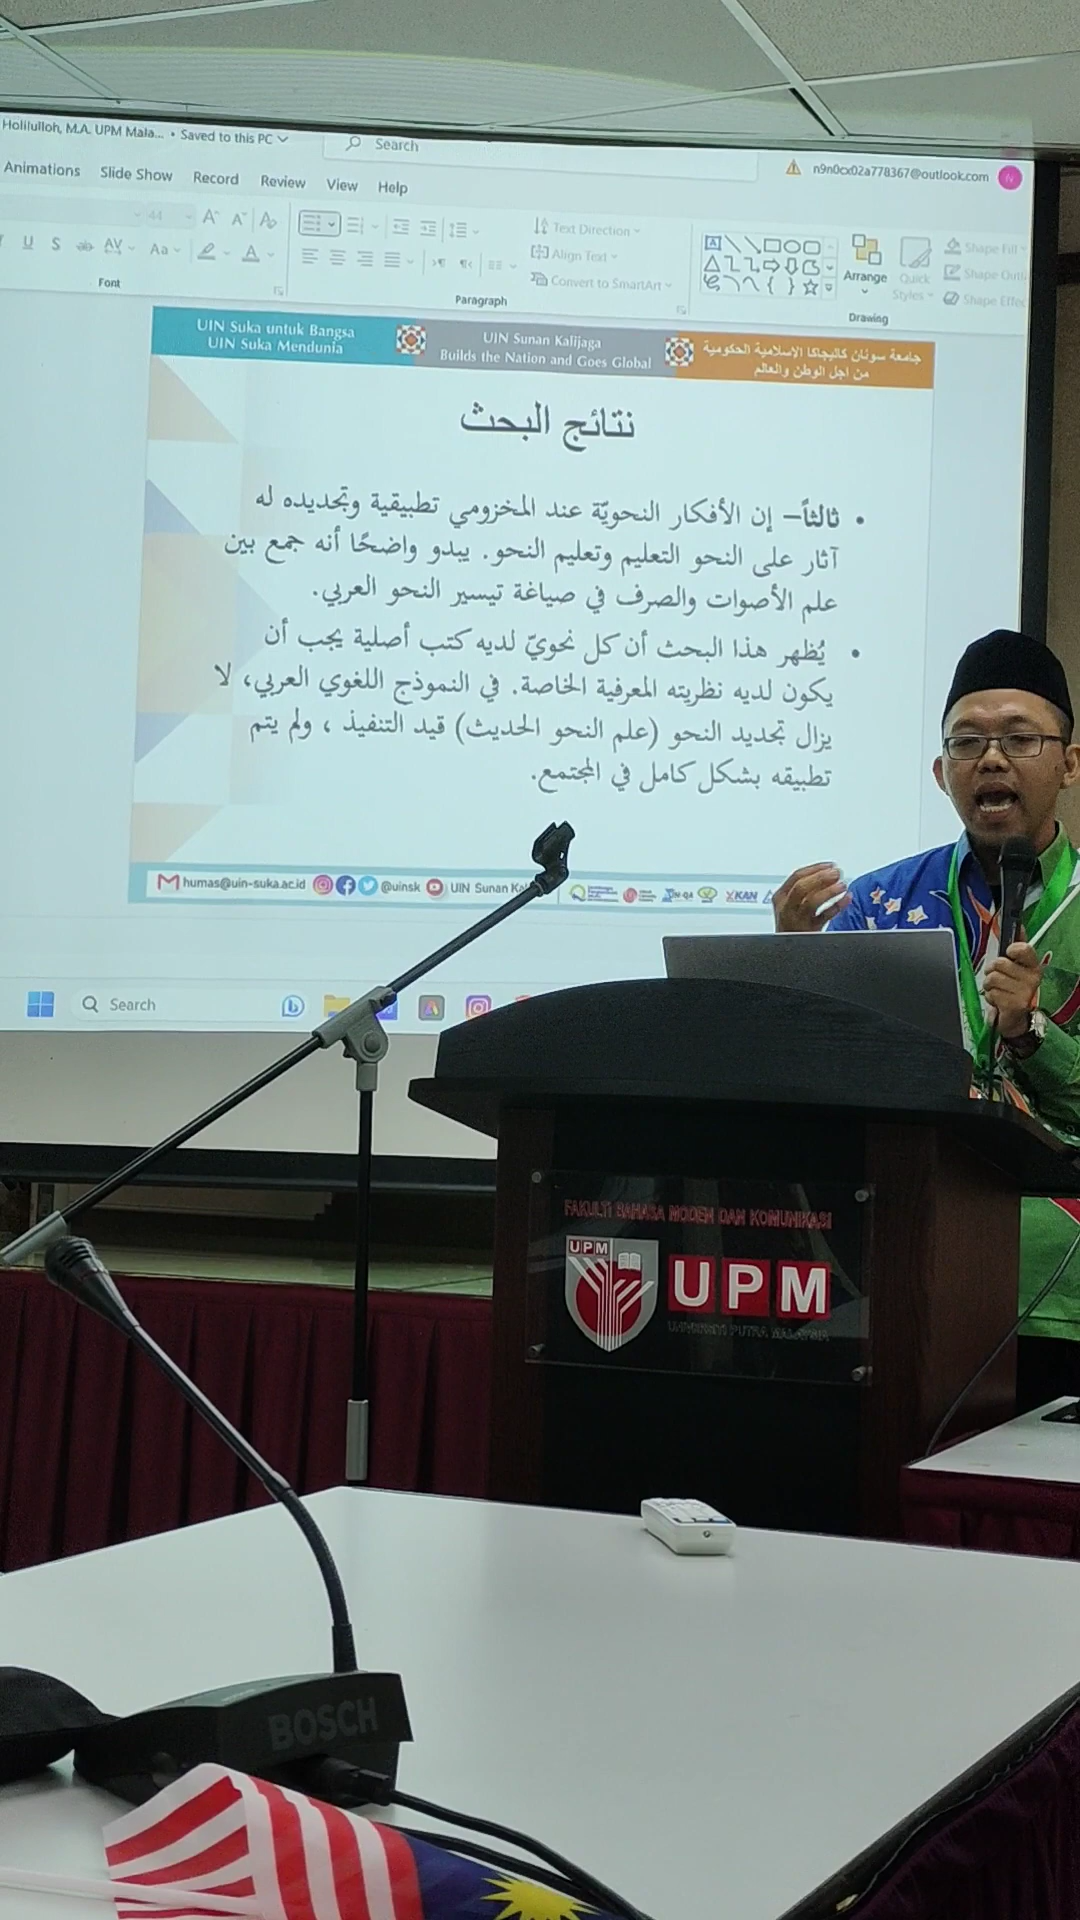 Holilulloh, M.A. UPM Mala... • Saved to this PC
Search
n9n0cx02a778367@outlook.com
Animations Slide Show Record Review View Help
44
Text Direction
Align Text
Convert to SmartArt
Arrange
Quick Styles
Shape Fill
Font
Paragraph
Drawing
UIN Suka untuk Bangsa
UIN Suka Mendunia
UIN Sunan Kalijaga
Builds the Nation and Goes Global
جامعة سونان كاليجاكا الإسلامية الحكومية
من أجل الوطن والعالم
نتائج البحث
• ثالثاً– إن الأفكار النحويّة عند المخزومي تطبيقية وتجديده له
آثار على النحو التعليم وتعليم النحو. يبدو واضحًا أنه جمع بين
علم الأصوات والصرف في صياغة تيسير النحو العربي.
• يُظهر هذا البحث أن كل نحويّ لديه كتب أصلية يجب أن
يكون لديه نظريته المعرفية الخاصة. في النموذج اللغوي العربي، لا
يزال تجديد النحو (علم النحو الحديث) قيد التنفيذ ، ولم يتم
تطبيقه بشكل كامل في المجتمع.
humas@uin-suka.ac.id @uinsk UIN Sunan Ka
KAN
Search
FAKULTI BAHASA MODEN DAN KOMUNIKASI
UPM
UPM
UNIVERSITI PUTRA MALAYSIA
BOSCH